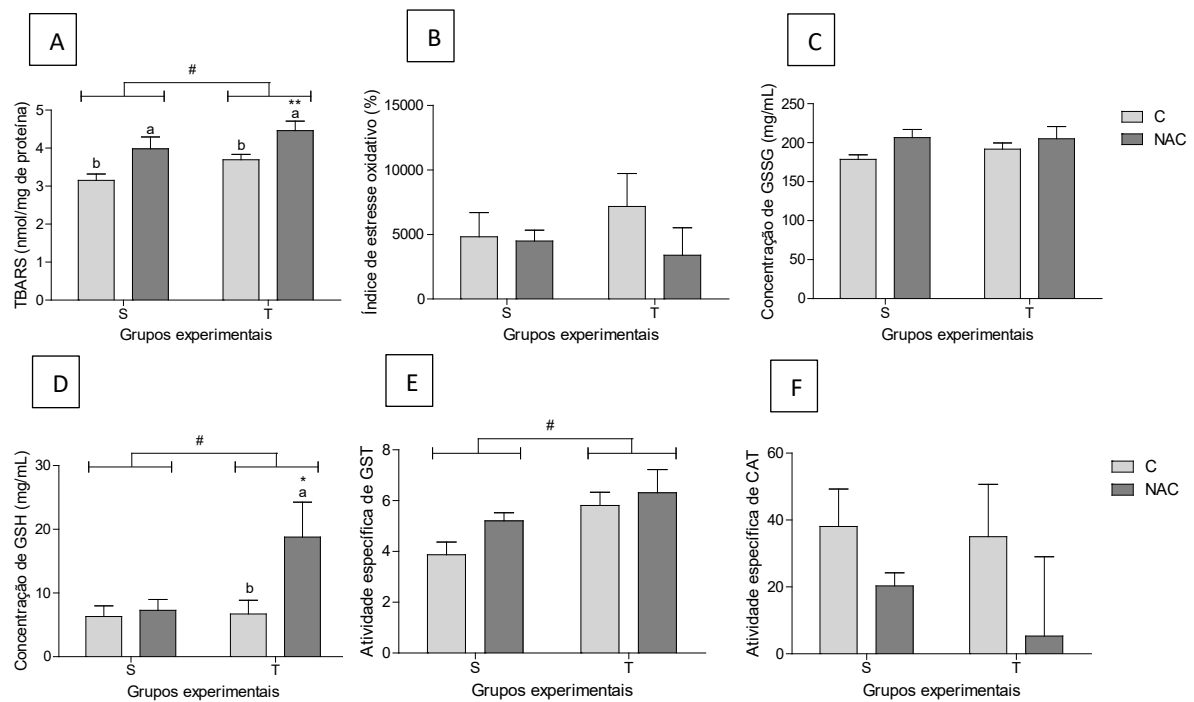 A
#
TBARS (nmol/mg de proteína)
5
4
3
2
1
0
b
a
b
**
a
S
T
Grupos experimentais
B
Índice de estresse oxidativo (%)
15000
10000
5000
0
S
T
Grupos experimentais
C
Concentração de GSSG (mg/mL)
250
200
150
100
50
0
S
T
Grupos experimentais
C
NAC
D
#
Concentração de GSH (mg/mL)
30
20
10
0
b
*
a
S
T
Grupos experimentais
E
#
Atividade específica de GST
8
6
4
2
0
S
T
Grupos experimentais
F
Atividade específica de CAT
60
40
20
0
S
T
Grupos experimentais
C
NAC